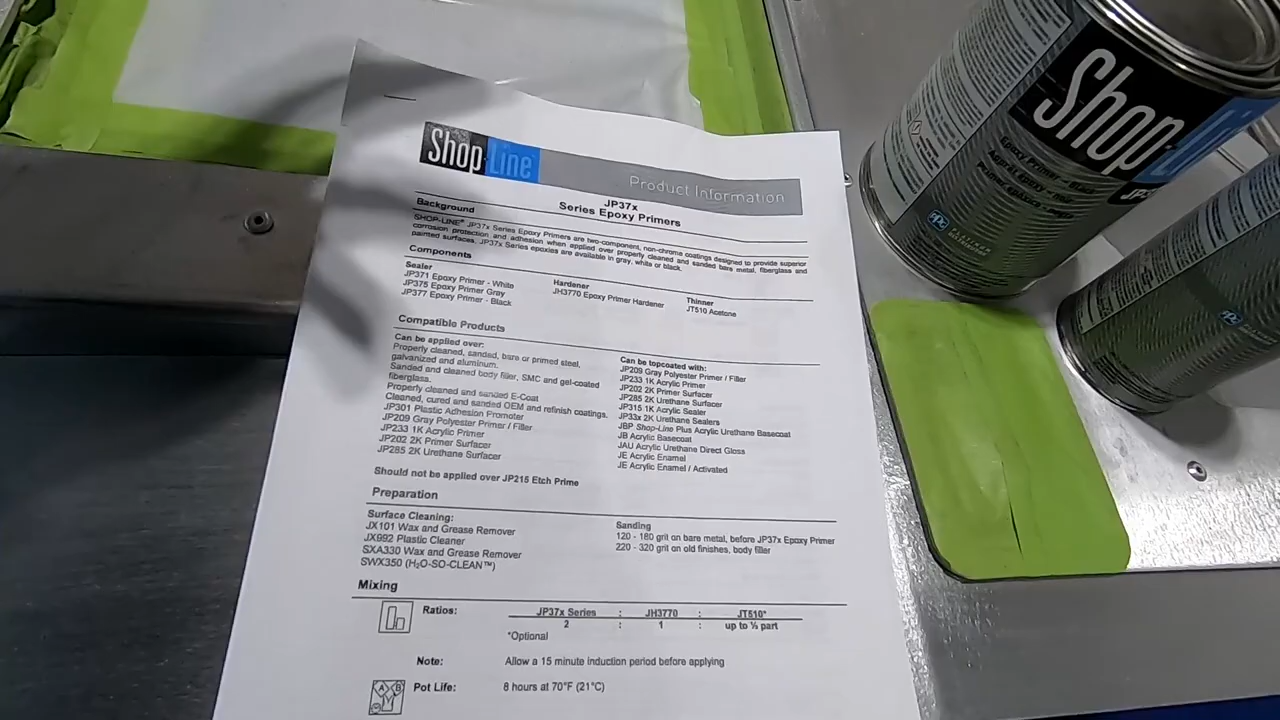 Shop-Line
Product Information
JP37x
Series Epoxy Primers
Background
SHOP-LINE® JP37x Series Epoxy Primers are two-component, non-chrome coatings designed to provide superior
corrosion protection and adhesion when applied over properly cleaned and sanded bare metal, fiberglass and
painted surfaces. JP37x Series epoxies are available in gray, white or black.
Components
Sealer
JP371 Epoxy Primer - White
JP375 Epoxy Primer Gray
JP377 Epoxy Primer - Black
Hardener
JH3770 Epoxy Primer Hardener
Thinner
JT510 Acetone
Compatible Products
Can be applied over:
Properly cleaned, sanded, bare or primed steel,
galvanized and aluminum.
Sanded and cleaned body filler, SMC and gel-coated
fiberglass.
Properly cleaned and sanded E-Coat
Cleaned, cured and sanded OEM and refinish coatings.
JP301 Plastic Adhesion Promoter
JP209 Gray Polyester Primer / Filler
JP233 1K Acrylic Primer
JP202 2K Primer Surfacer
JP285 2K Urethane Surfacer
Can be topcoated with:
JP209 Gray Polyester Primer / Filler
JP233 1K Acrylic Primer
JP202 2K Primer Surfacer
JP285 2K Urethane Surfacer
JP315 1K Acrylic Sealer
JP33x 2K Urethane Sealers
JBP Shop-Line Plus Acrylic Urethane Basecoat
JB Acrylic Basecoat
JAU Acrylic Urethane Direct Gloss
JE Acrylic Enamel
JE Acrylic Enamel / Activated
Should not be applied over JP215 Etch Prime
Preparation
Surface Cleaning:
JX101 Wax and Grease Remover
JX992 Plastic Cleaner
SXA330 Wax and Grease Remover
SWX350 (H₂O-SO-CLEAN™)
Sanding
120 - 180 grit on bare metal, before JP37x Epoxy Primer
220 - 320 grit on old finishes, body filler
Mixing
Ratios:
JP37x Series : JH3770 : JT510*
2 : 1 : up to ½ part
*Optional
Note: Allow a 15 minute induction period before applying
A B
Pot Life: 8 hours at 70°F (21°C)
Shop-
PPG
PPG